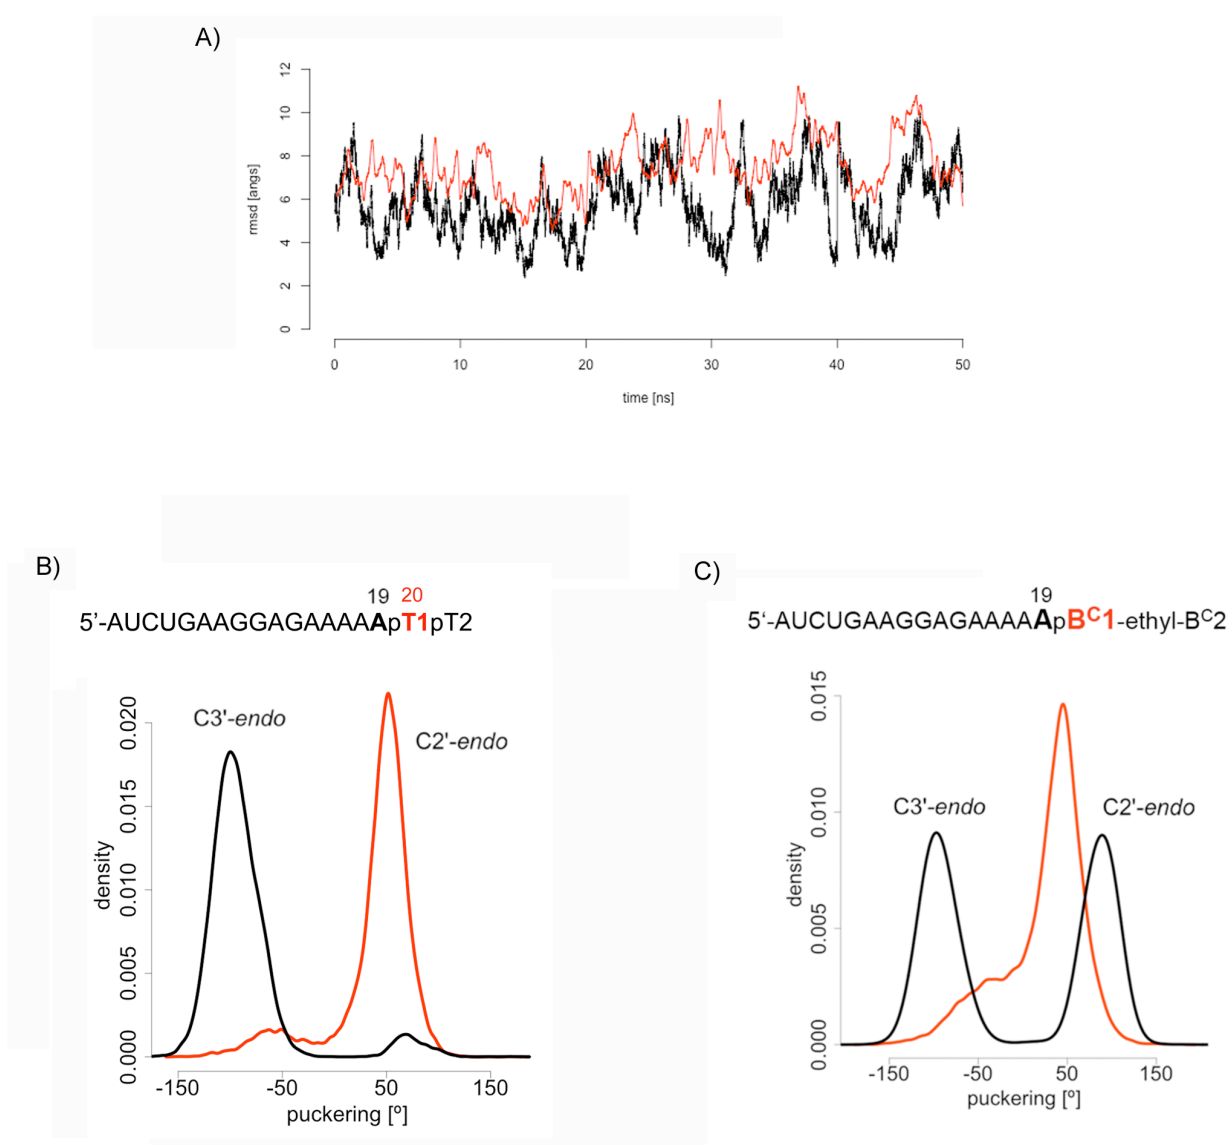 A)
12
10
8
6
4
2
0
rmsd [angs]
0 10 20 30 40 50
time [ns]
B)
19 20
5'-AUCUGAAGGAGAAAAApT1pT2
C3'-endo
C2'-endo
0.020
0.015
0.010
0.005
0.000
density
-150 -50 50 150
puckering [º]
C)
19
5‘-AUCUGAAGGAGAAAAApBC1-ethyl-BC2
C3'-endo
C2'-endo
0.015
0.010
0.005
0.000
density
-150 -50 50 150
puckering [º]